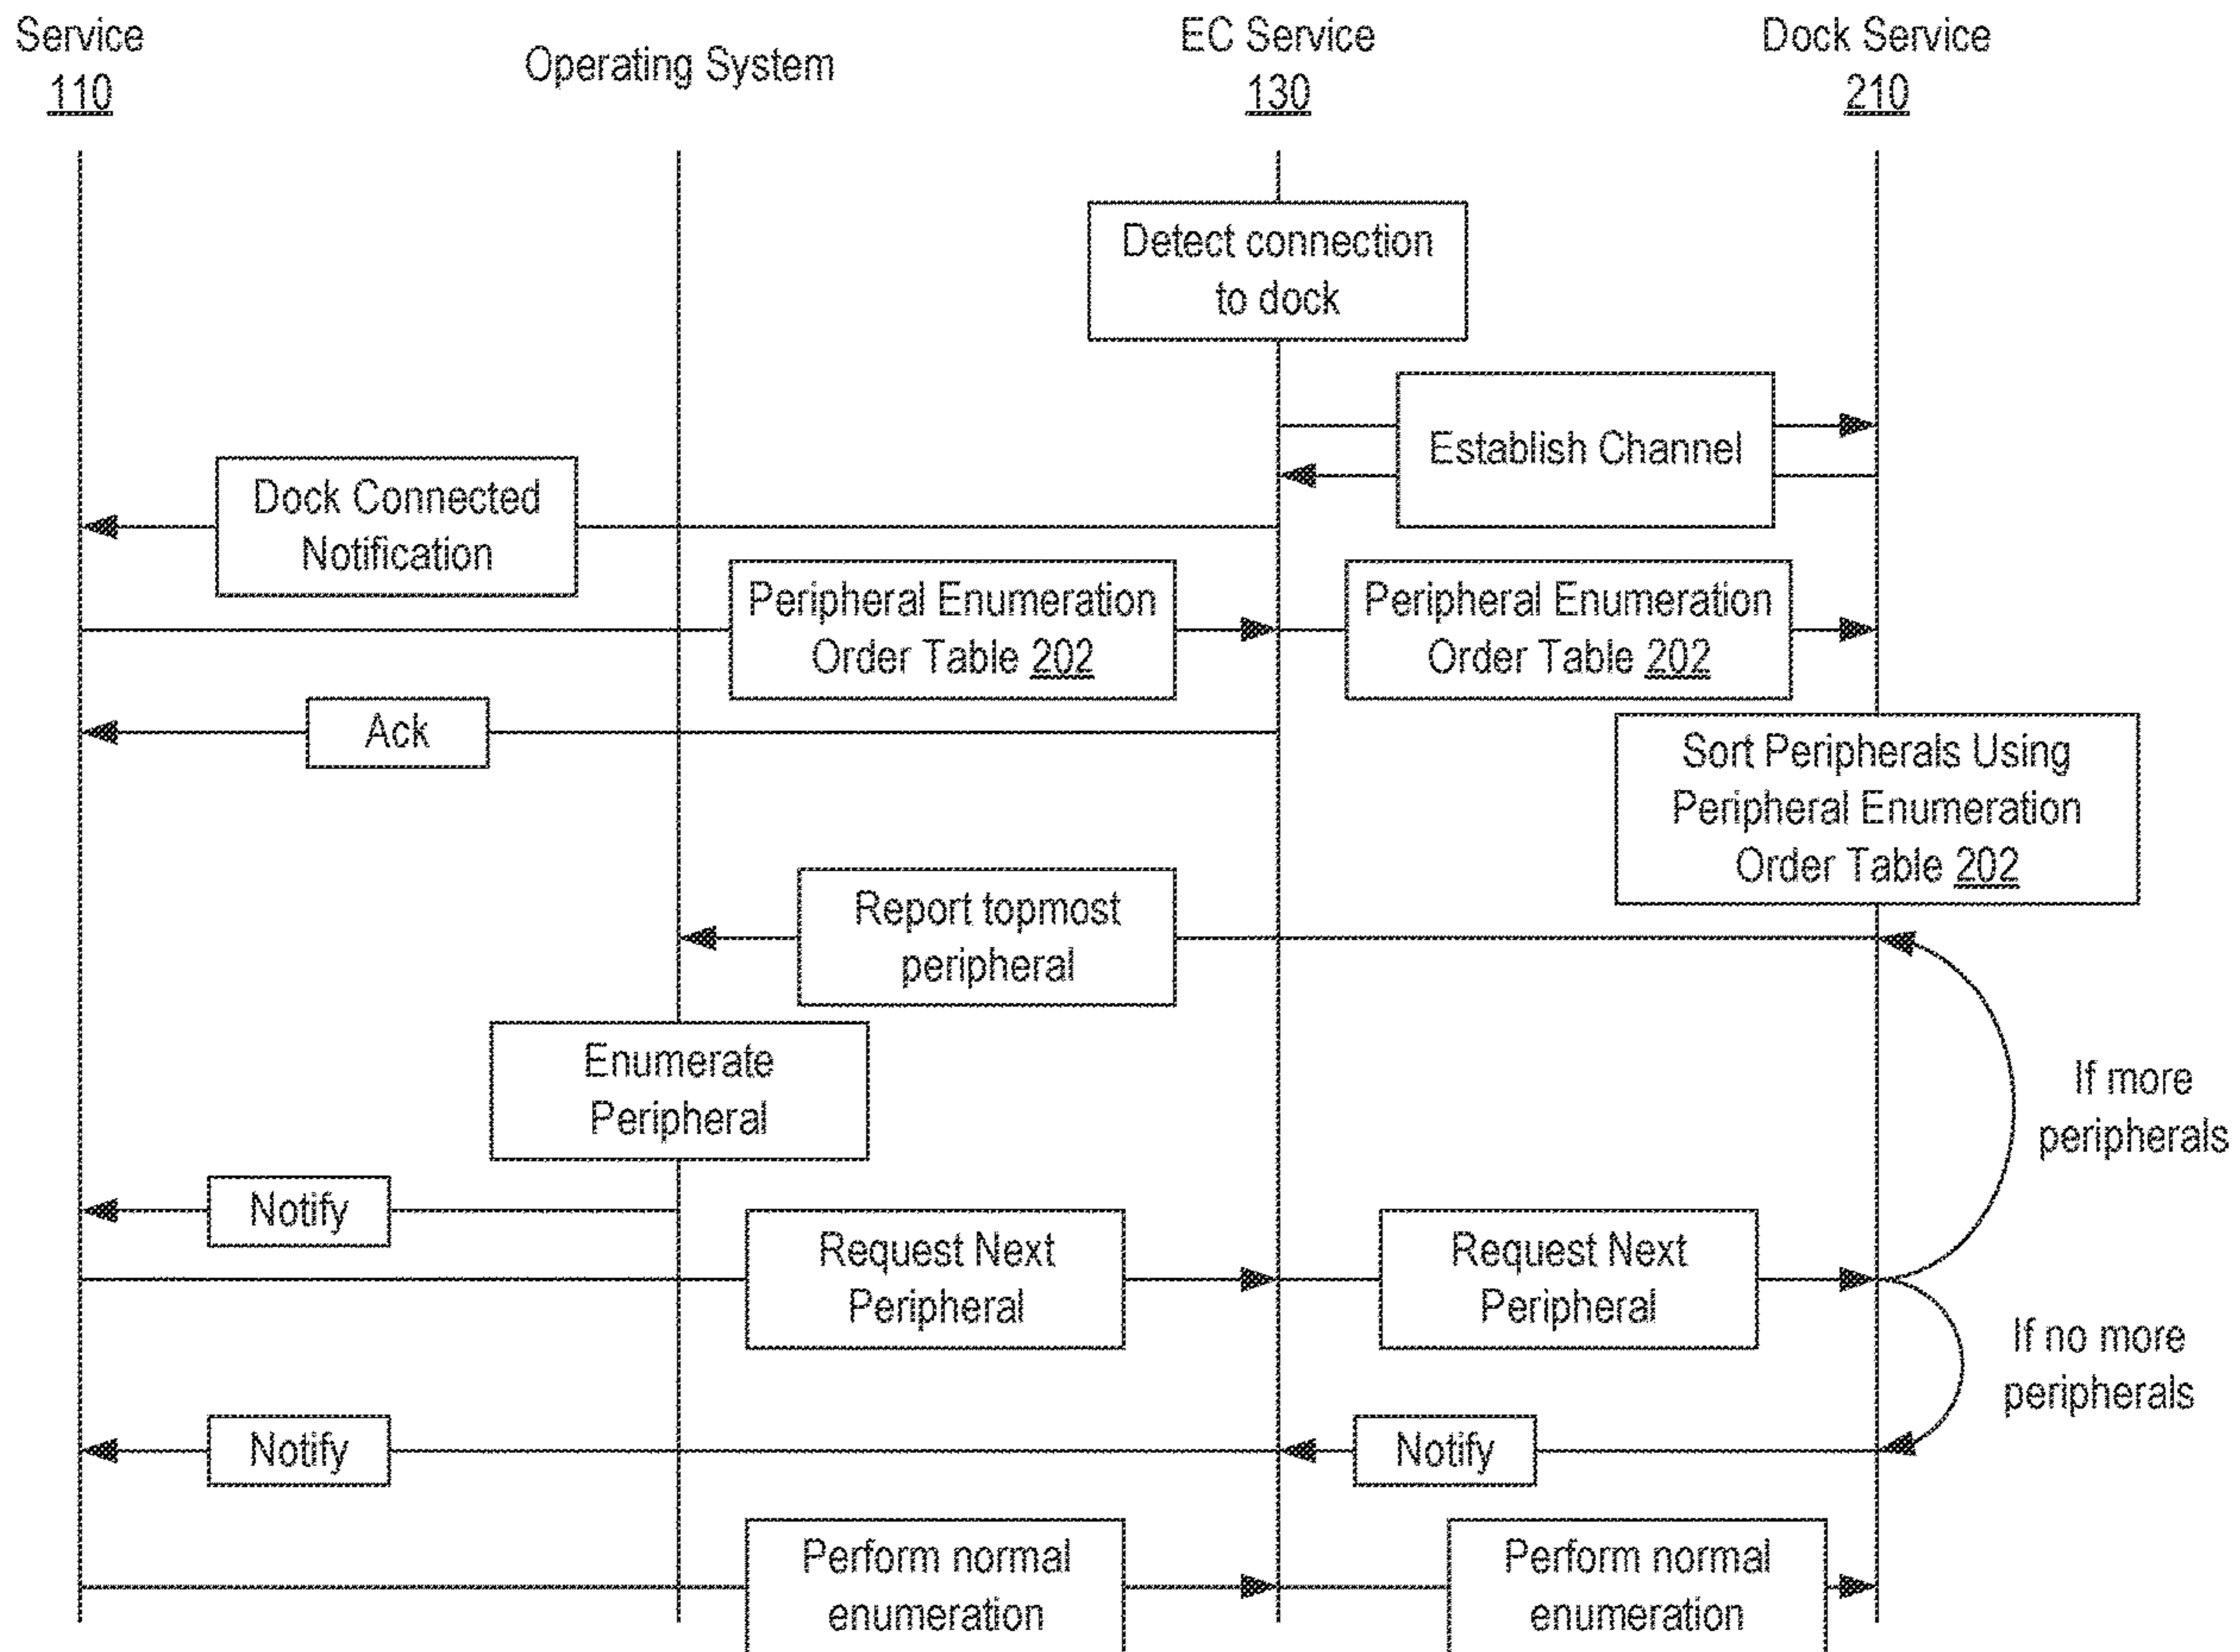 Service
110
Operating System
EC Service
130
Dock Service
210
Detect connection
to dock
Establish Channel
Dock Connected
Notification
Peripheral Enumeration
Order Table 202
Peripheral Enumeration
Order Table 202
Ack
Sort Peripherals Using
Peripheral Enumeration
Order Table 202
Report topmost
peripheral
Enumerate
Peripheral
If more
peripherals
Notify
Request Next
Peripheral
Request Next
Peripheral
If no more
peripherals
Notify
Notify
Perform normal
enumeration
Perform normal
enumeration